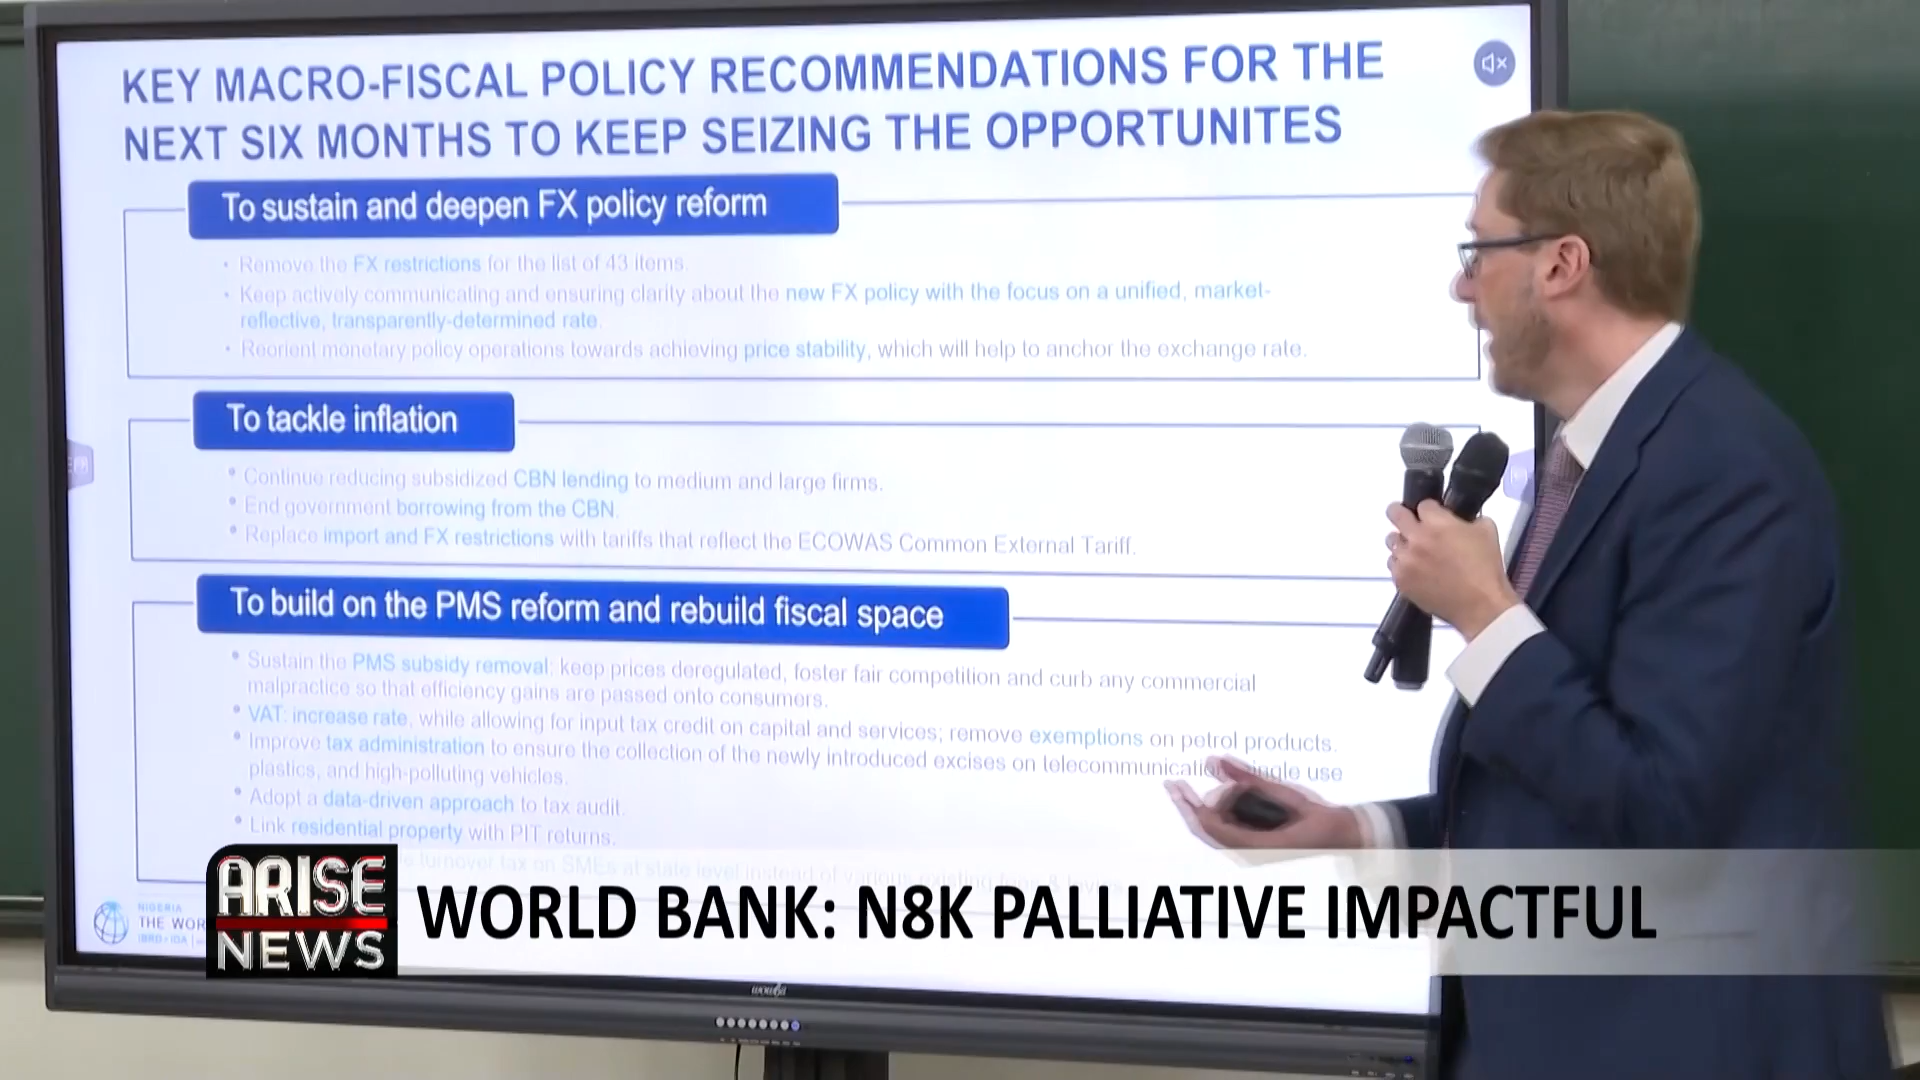 KEY MACRO-FISCAL POLICY RECOMMENDATIONS FOR THE
NEXT SIX MONTHS TO KEEP SEIZING THE OPPORTUNITES
To sustain and deepen FX policy reform
• Remove the FX restrictions for the list of 43 items.
• Keep actively communicating and ensuring clarity about the new FX policy with the focus on a unified, market-
reflective, transparently-determined rate.
• Reorient monetary policy operations towards achieving price stability, which will help to anchor the exchange rate.
To tackle inflation
• Continue reducing subsidized CBN lending to medium and large firms.
• End government borrowing from the CBN.
• Replace import and FX restrictions with tariffs that reflect the ECOWAS Common External Tariff.
To build on the PMS reform and rebuild fiscal space
• Sustain the PMS subsidy removal: keep prices deregulated, foster fair competition and curb any commercial
malpractice so that efficiency gains are passed onto consumers.
• VAT: increase rate, while allowing for input tax credit on capital and services; remove exemptions on petrol products.
• Improve tax administration to ensure the collection of the newly introduced excises on use
plastics, and high-polluting vehicles.
• Adopt a data-driven approach to tax audit.
• Link residential property with PIT returns.
turnover tax on SMEs at state level instead of various existing
NIGERIA
THE WOR
IBRD • IDA
ARISE
NEWS
WORLD BANK: N8K PALLIATIVE IMPACTFUL